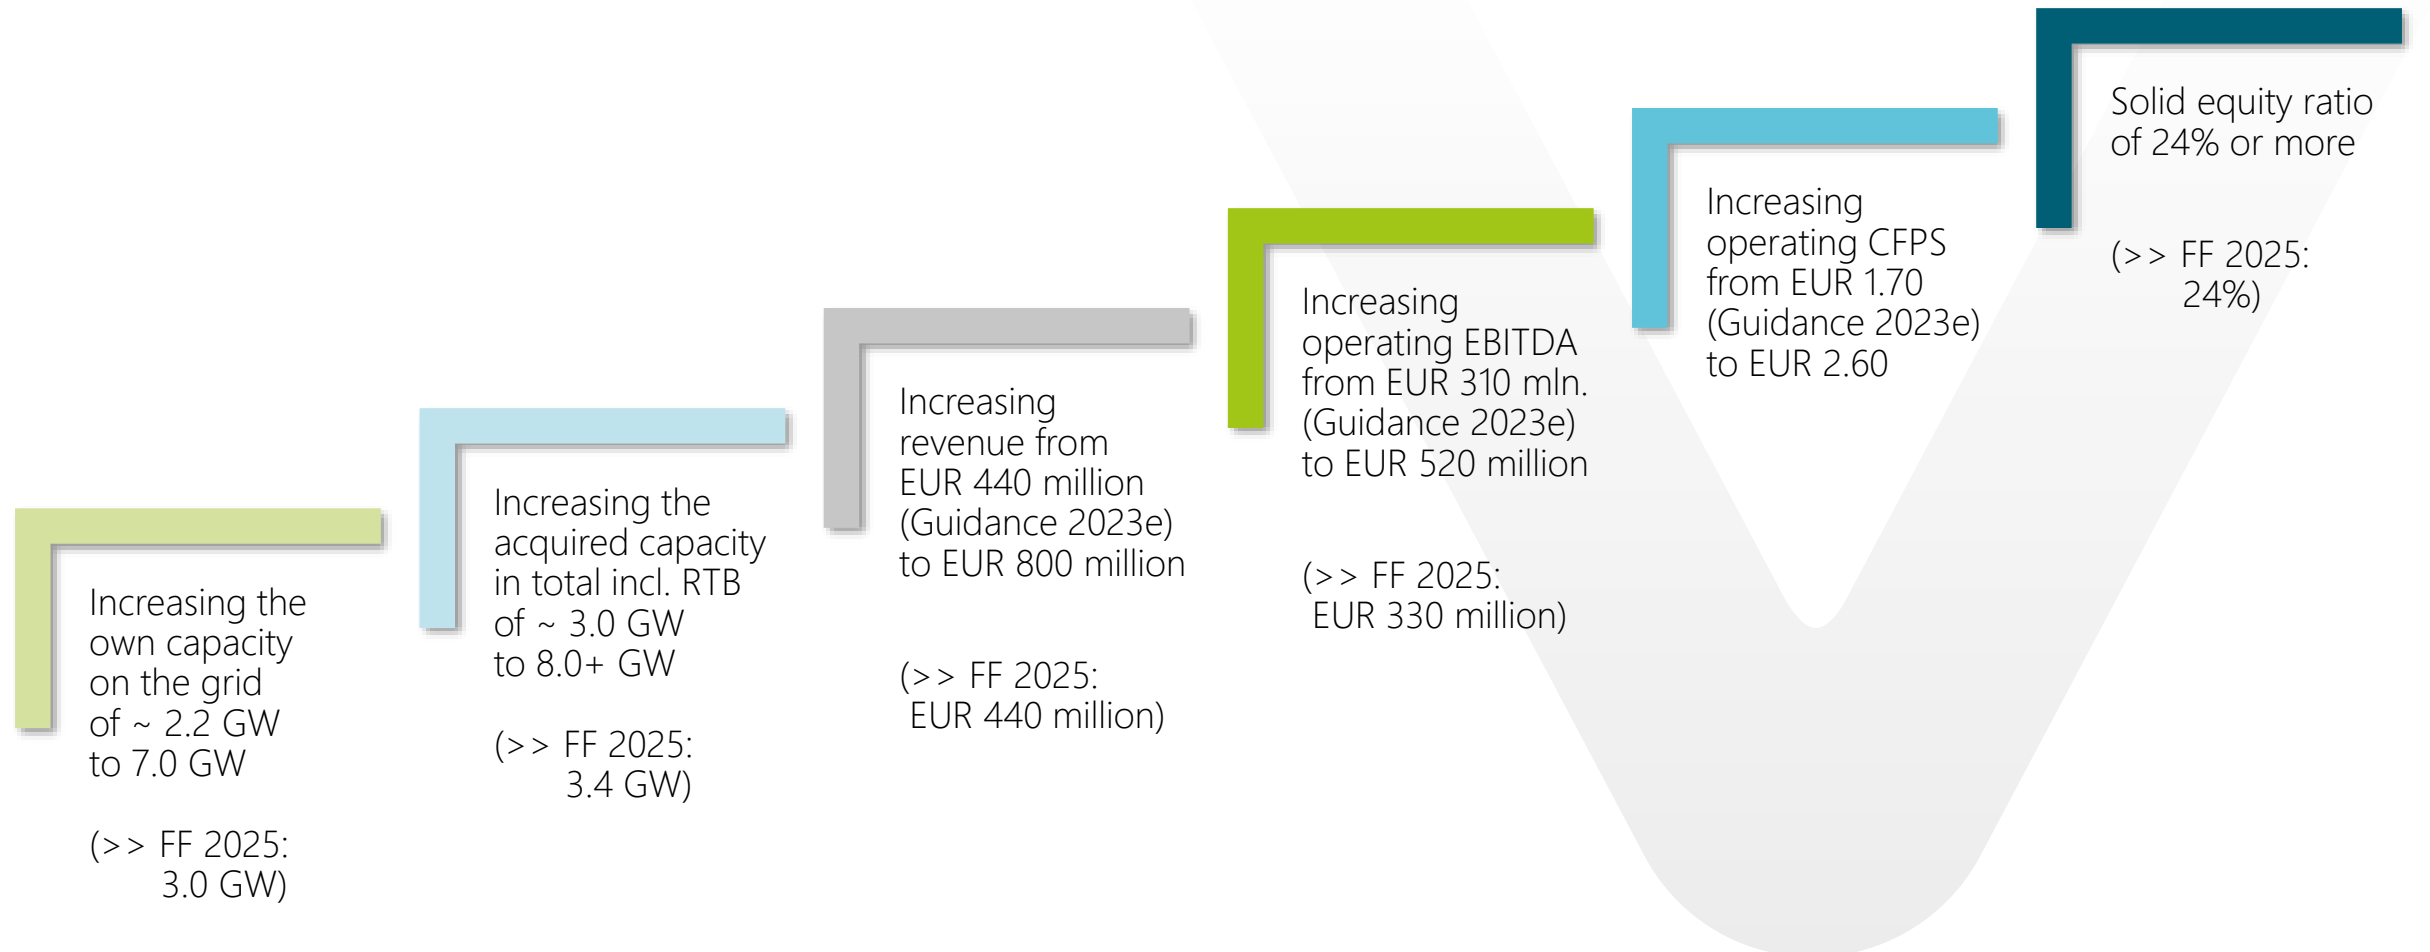 Increasing the
own capacity
on the grid
of ~ 2.2 GW
to 7.0 GW
(>> FF 2025:
3.0 GW)
Increasing the
acquired capacity
in total incl. RTB
of ~ 3.0 GW
to 8.0+ GW
(>> FF 2025:
3.4 GW)
Increasing
revenue from
EUR 440 million
(Guidance 2023e)
to EUR 800 million
(>> FF 2025:
EUR 440 million)
Increasing
operating EBITDA
from EUR 310 mln.
(Guidance 2023e)
to EUR 520 million
(>> FF 2025:
EUR 330 million)
Increasing
operating CFPS
from EUR 1.70
(Guidance 2023e)
to EUR 2.60
Solid equity ratio
of 24% or more
(>> FF 2025:
24%)